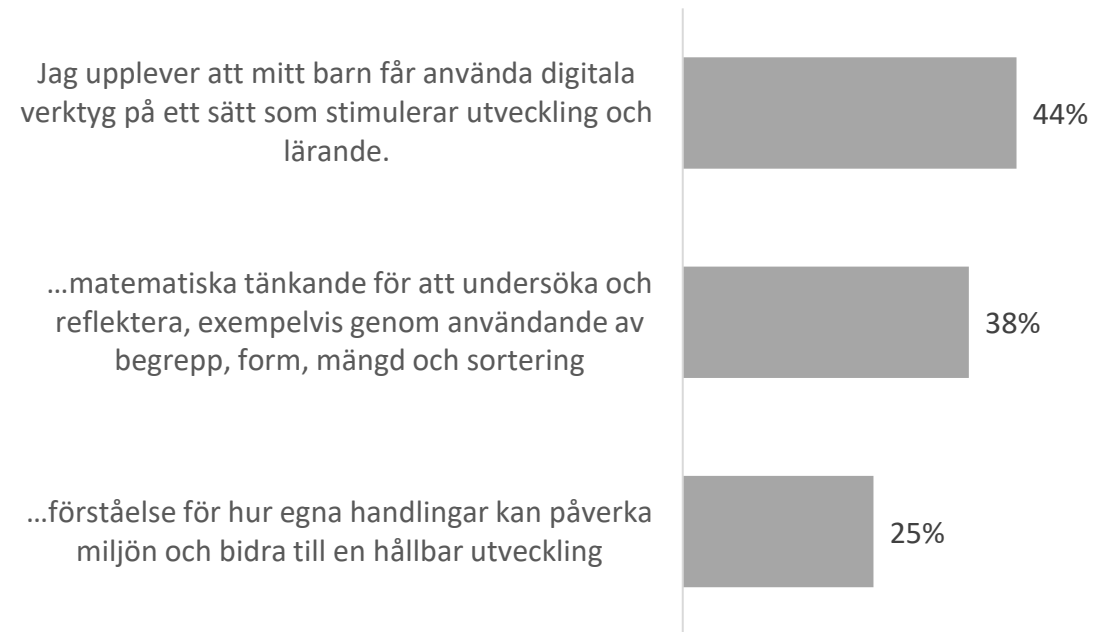 Jag upplever att mitt barn får använda digitala
verktyg på ett sätt som stimulerar utveckling och
lärande.
44%
…matematiska tänkande för att undersöka och
reflektera, exempelvis genom användande av
begrepp, form, mängd och sortering
38%
…förståelse för hur egna handlingar kan påverka
miljön och bidra till en hållbar utveckling
25%